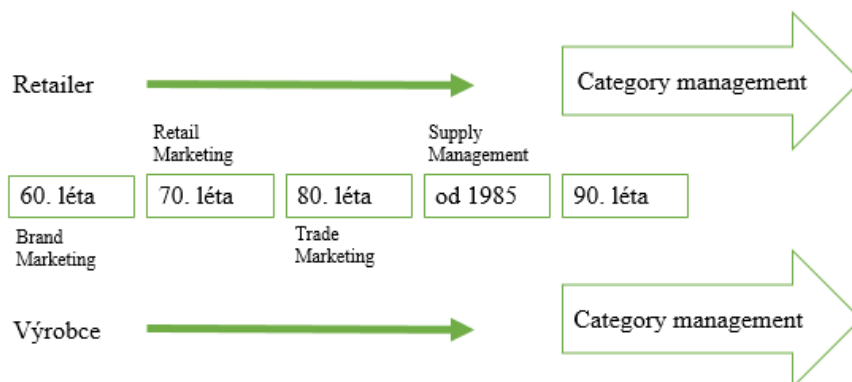 Retailer
Category management
Retail
Marketing
Supply
Management
60. léta
70. léta
80. léta
od 1985
90. léta
Brand
Marketing
Trade
Marketing
Výrobce
Category management